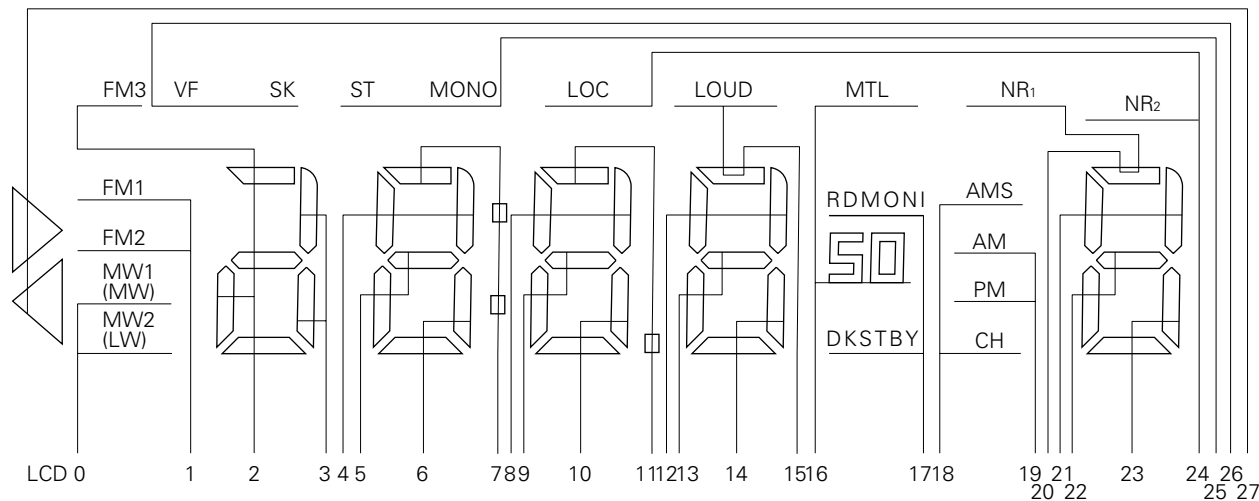 FM3 VF SK ST MONO LOC LOUD MTL NR1 NR2
FM1
FM2
MW1
(MW)
MW2
(LW)
RDMONI
50
DKSTBY
AMS
AM
PM
CH
LCD 0 1 2 3 4 5 6 7 8 9 10 11 12 13 14 15 16 17 18 19 20 21 22 23 24 25 26 27